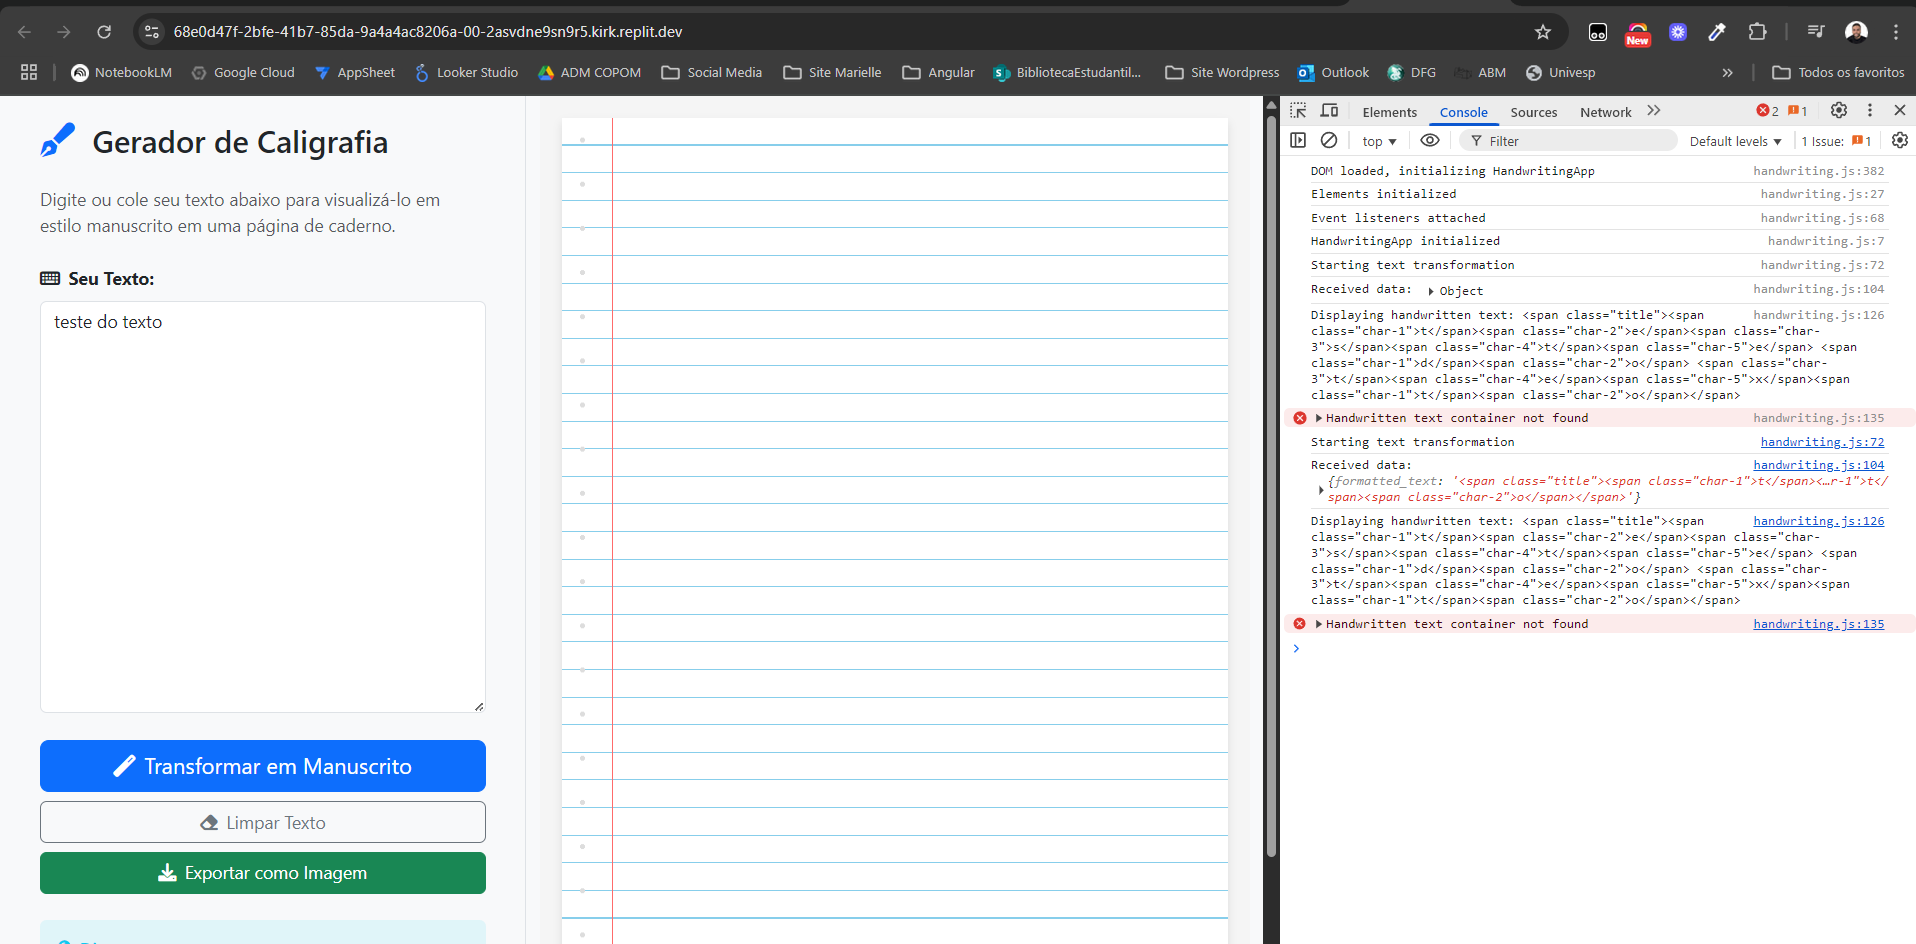 68e0d47f-2bfe-41b7-85da-9a4a4ac8206a-00-2asvdne9sn9r5.kirk.replit.dev
New
NotebookLM
Google Cloud
AppSheet
Looker Studio
ADM COPOM
Social Media
Site Marielle
Angular
BibliotecaEstudantil...
Site Wordpress
Outlook
DFG
ABM
Univesp
»
Todos os favoritos
Gerador de Caligrafia
Digite ou cole seu texto abaixo para visualizá-lo em
estilo manuscrito em uma página de caderno.
Seu Texto:
teste do texto
Transformar em Manuscrito
Limpar Texto
Exportar como Imagem
Elements Console Sources Network » 2 1
top Filter Default levels 1 Issue: 1
DOM loaded, initializing HandwritingApp handwriting.js:382
Elements initialized handwriting.js:27
Event listeners attached handwriting.js:68
HandwritingApp initialized handwriting.js:7
Starting text transformation handwriting.js:72
Received data: Object handwriting.js:104
Displaying handwritten text: <span class="title"><span handwriting.js:126
class="char-1">t</span><span class="char-2">e</span><span class="char-
3">s</span><span class="char-4">t</span><span class="char-5">e</span> <span
class="char-1">d</span><span class="char-2">o</span> <span class="char-
3">t</span><span class="char-4">e</span><span class="char-5">x</span><span
class="char-1">t</span><span class="char-2">o</span></span>
Handwritten text container not found handwriting.js:135
Starting text transformation handwriting.js:72
Received data: handwriting.js:104
{formatted_text: '<span class="title"><span class="char-1">t</span><…r-1">t</
span><span class="char-2">o</span></span>'}
Displaying handwritten text: <span class="title"><span handwriting.js:126
class="char-1">t</span><span class="char-2">e</span><span class="char-
3">s</span><span class="char-4">t</span><span class="char-5">e</span> <span
class="char-1">d</span><span class="char-2">o</span> <span class="char-
3">t</span><span class="char-4">e</span><span class="char-5">x</span><span
class="char-1">t</span><span class="char-2">o</span></span>
Handwritten text container not found handwriting.js:135